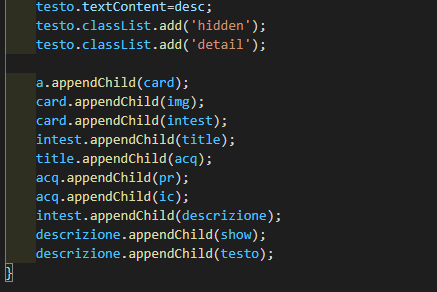 testo.textContent=desc;
testo.classList.add('hidden');
testo.classList.add('detail');
a.appendChild(card);
card.appendChild(img);
card.appendChild(intest);
intest.appendChild(title);
title.appendChild(acq);
acq.appendChild(pr);
acq.appendChild(ic);
intest.appendChild(descrizione);
descrizione.appendChild(show);
descrizione.appendChild(testo);
}